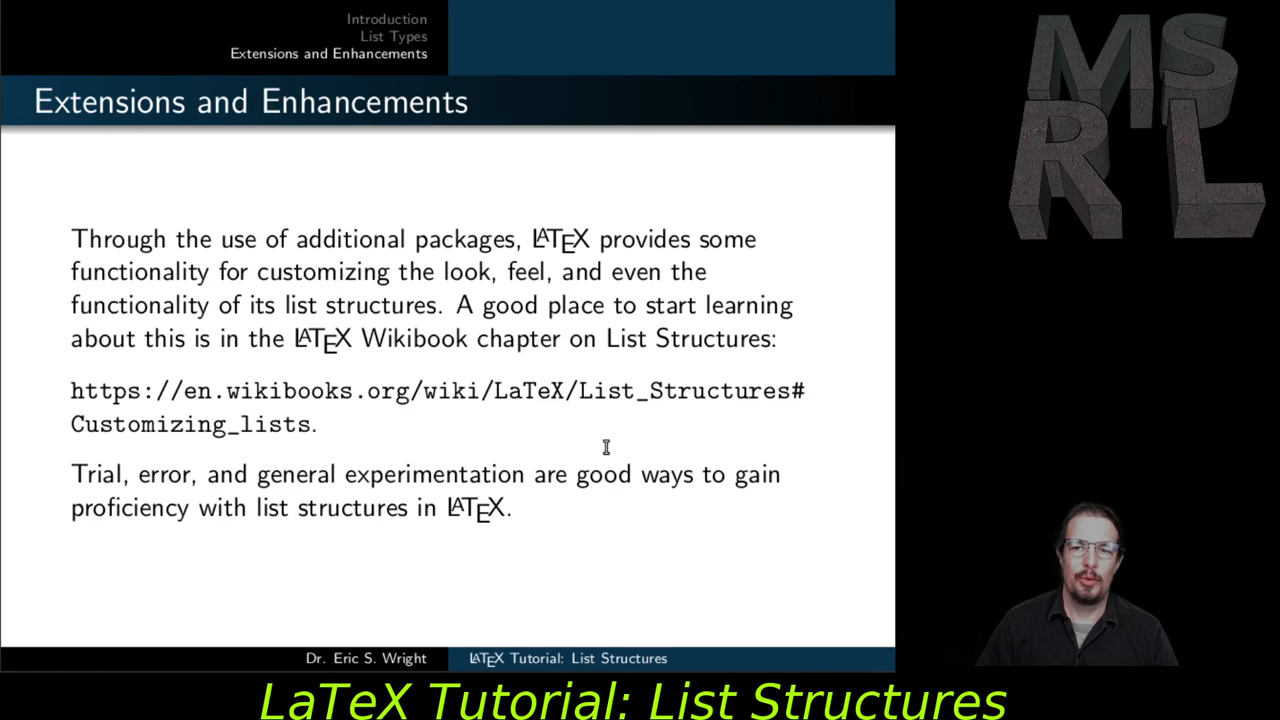 Introduction
List Types
Extensions and Enhancements
Extensions and Enhancements
Through the use of additional packages, LATEX provides some
functionality for customizing the look, feel, and even the
functionality of its list structures. A good place to start learning
about this is in the LATEX Wikibook chapter on List Structures:
https://en.wikibooks.org/wiki/LaTeX/List_Structures#
Customizing_lists.
Trial, error, and general experimentation are good ways to gain
proficiency with list structures in LATEX.
Dr. Eric S. Wright
LATEX Tutorial: List Structures
LaTeX Tutorial: List Structures
MS
RL